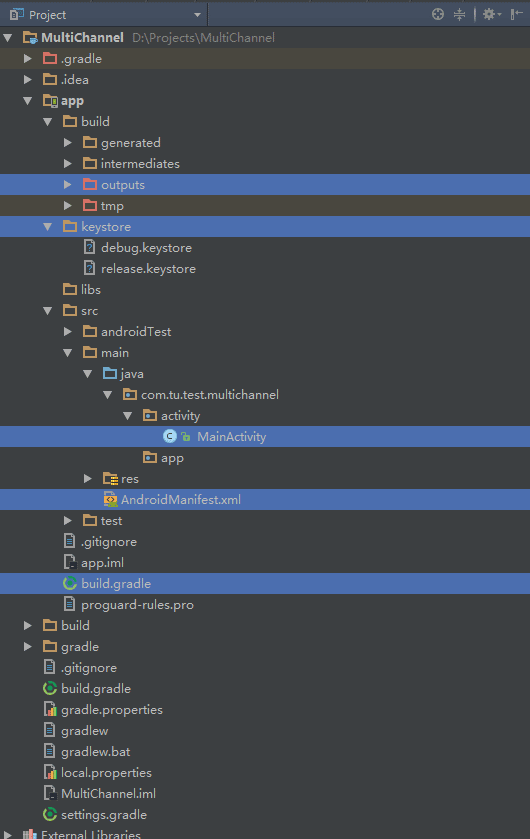 Project
MultiChannel D:\Projects\MultiChannel
.gradle
.idea
app
build
generated
intermediates
outputs
tmp
keystore
debug.keystore
release.keystore
libs
src
androidTest
main
java
com.tu.test.multichannel
activity
MainActivity
app
res
AndroidManifest.xml
test
.gitignore
app.iml
build.gradle
proguard-rules.pro
build
gradle
.gitignore
build.gradle
gradle.properties
gradlew
gradlew.bat
local.properties
MultiChannel.iml
settings.gradle
External Libraries